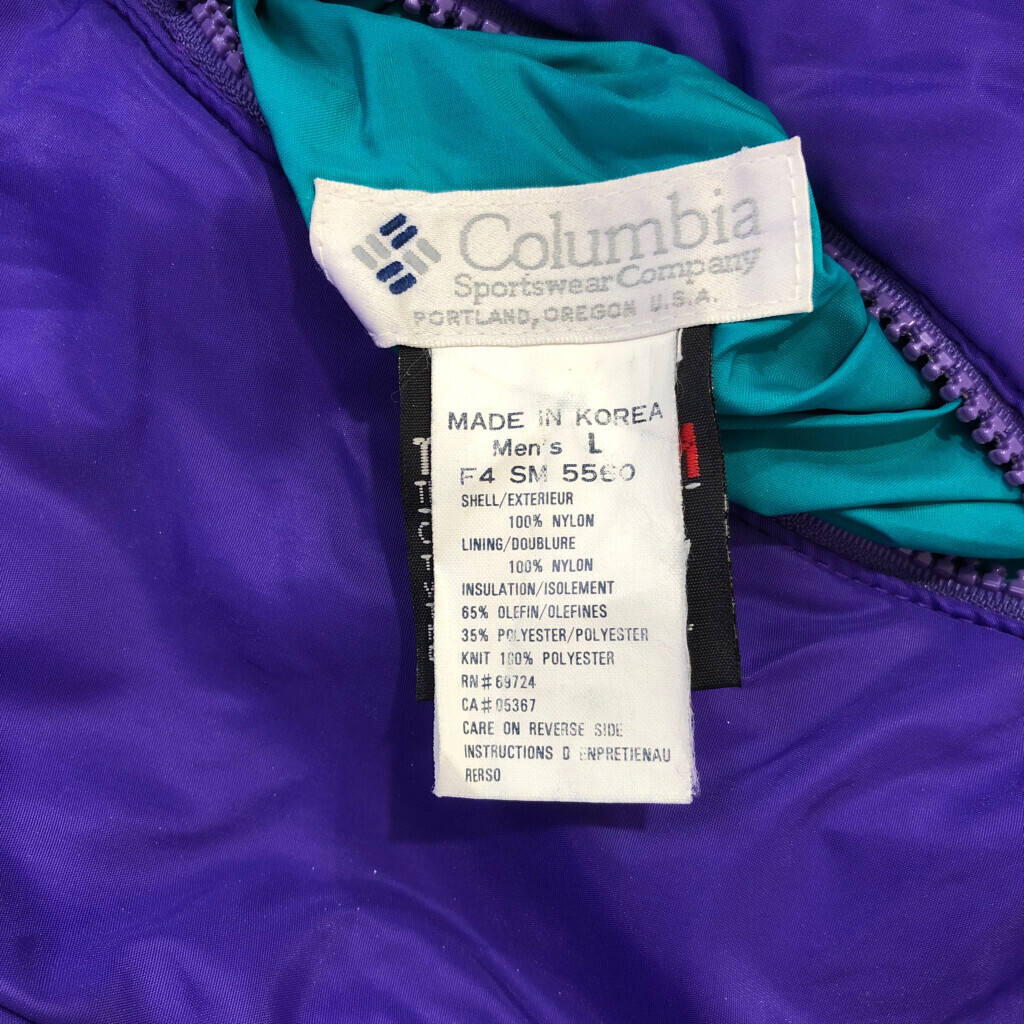 Columbia
Sportswear Company
PORTLAND, OREGON U.S.A.
MADE IN KOREA
Men's L
F4 SM 5560
SHELL/EXTERIEUR
100% NYLON
LINING/DOUBLURE
100% NYLON
INSULATION/ISOLEMENT
65% OLEFIN/OLEFINES
35% POLYESTER/POLYESTER
KNIT 100% POLYESTER
RN#69724
CA#05367
CARE ON REVERSE SIDE
INSTRUCTIONS D ENPRETIENAU
RERSO